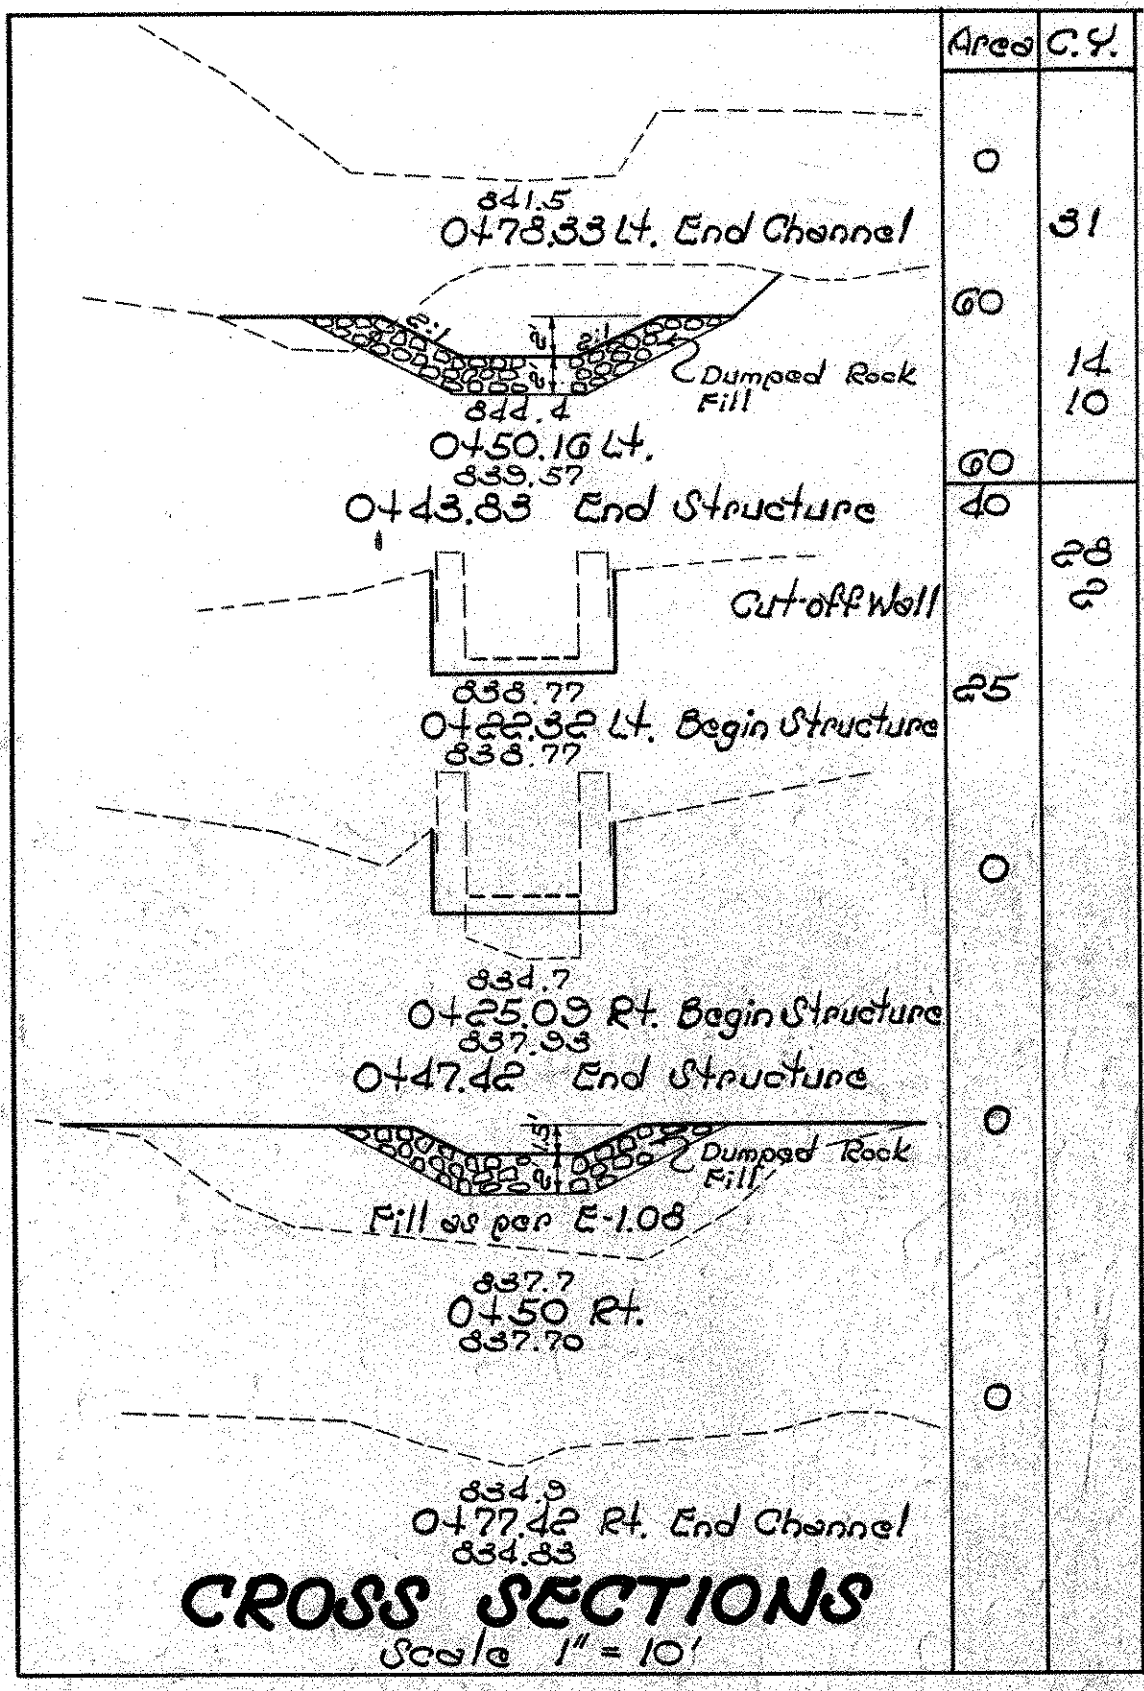 Area C.Y.
0
841.5
0+78.33 Lt. End Channel
31
60
2:1
2'
2:1
2'
Dumped Rock
Fill
14
844.4
10
0+50.16 Lt.
60
839.57
0+43.83 End Structure
40
28
Cut-off Wall
2
838.77
25
0+22.32 Lt. Begin Structure
838.77
0
834.7
0+25.09 Rt. Begin Structure
837.93
0+47.42 End Structure
0
1.5'
2'
Dumped Rock
Fill
Fill as per E-1.08
837.7
0+50 Rt.
837.70
0
834.9
0+77.42 Rt. End Channel
834.83
CROSS SECTIONS
Scale 1" = 10'